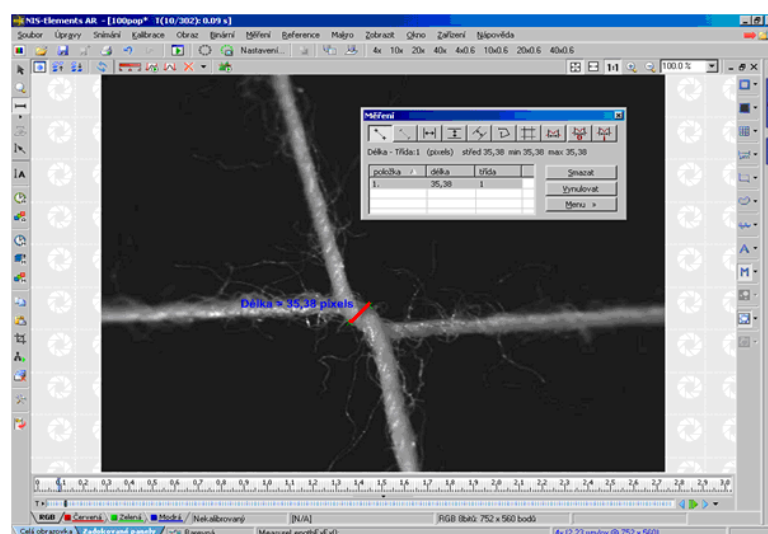 NIS-Elements AR - [100pop* T(10/302): 0.09 s]
Soubor Úpravy Snímání Kalibrace Obraz Binární Měření Reference Makro Zobrazit Okno Zařízení Nápověda
Nastavení... 4x 10x 20x 40x 4x0.6 10x0.6 20x0.6 40x0.6
1:1 100.0 %
Měření
Délka - Třída:1 (pixels) střed 35,38 min 35,38 max 35,38
položka délka třída
1. 35,38 1
Smazat
Vynulovat
Menu »
Délka = 35,38 pixels
0 0,1 0,2 0,3 0,4 0,5 0,6 0,7 0,8 0,9 1,0 1,1 1,2 1,3 1,4 1,5 1,6 1,7 1,8 1,9 2,0 2,1 2,2 2,3 2,4 2,5 2,6 2,7 2,8 2,9 3,0
RGB Červená Zelená Modrá Nekalibrovaný [N/A] RGB 8bitů: 752 x 560 bodů
Celá obrazovka Zadokované panely